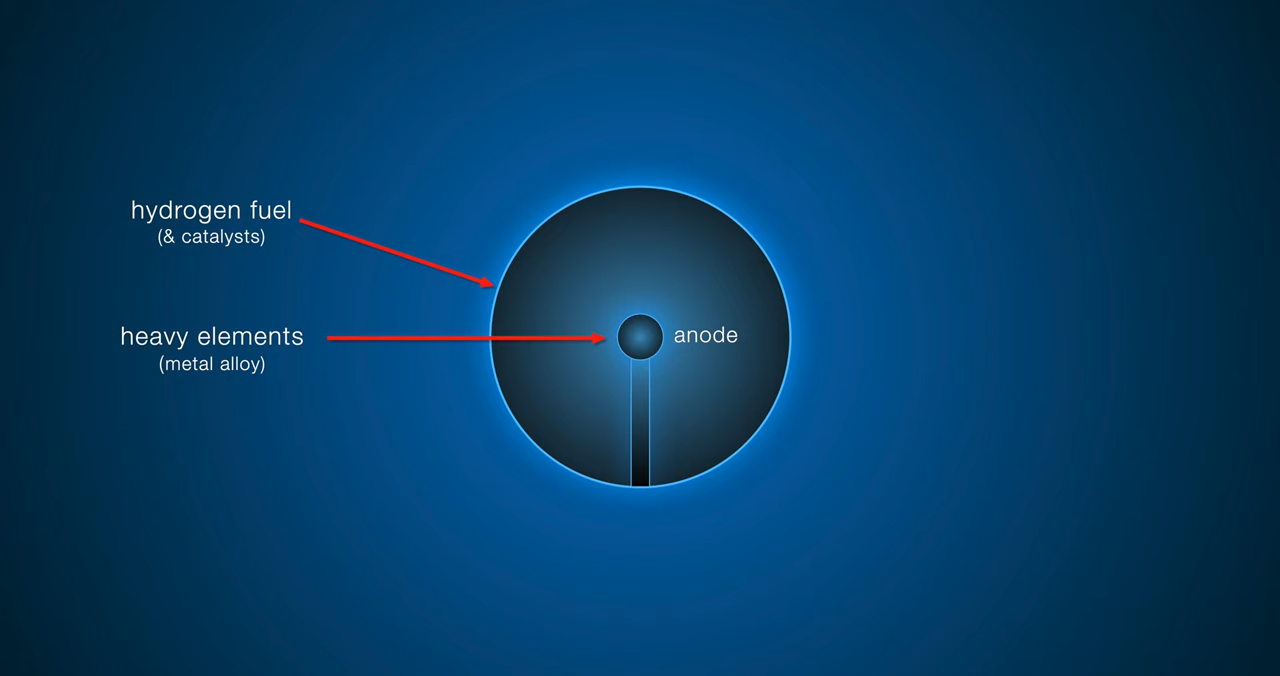 hydrogen fuel
(& catalysts)
heavy elements
(metal alloy)
anode